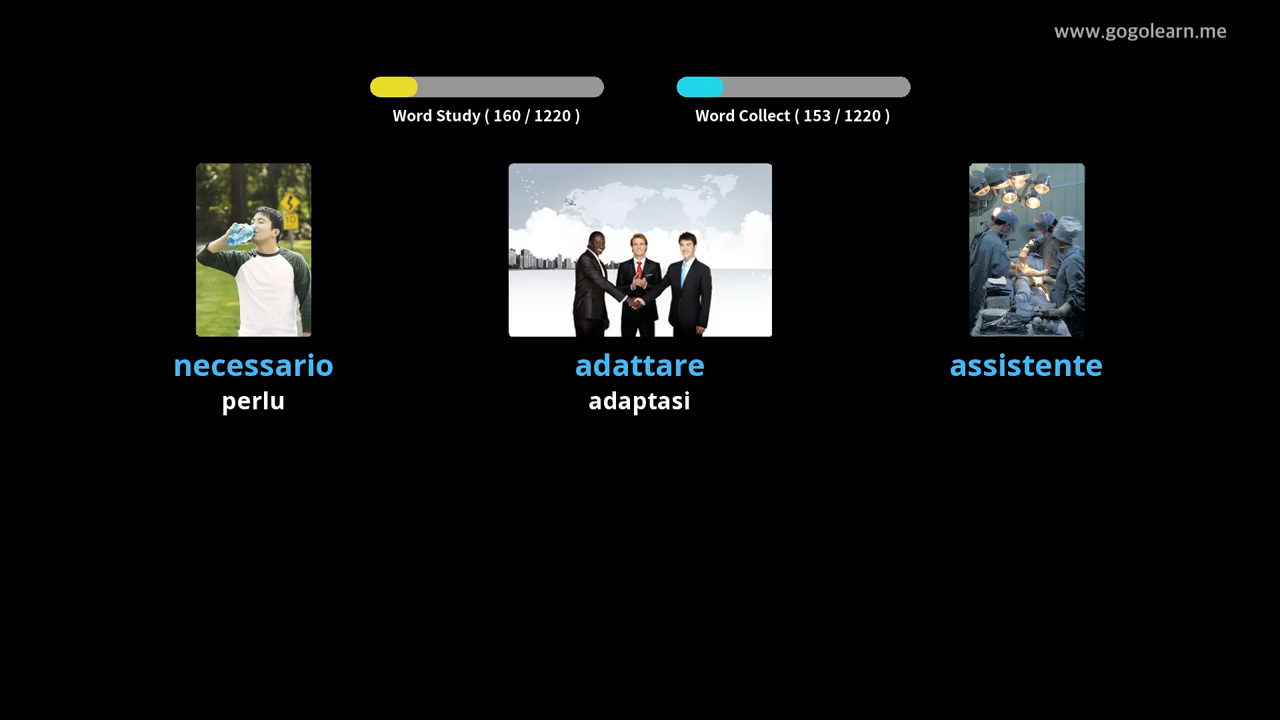 www.gogolearn.me
Word Study ( 160 / 1220 )
Word Collect ( 153 / 1220 )
necessario
perlu
adattare
adaptasi
assistente